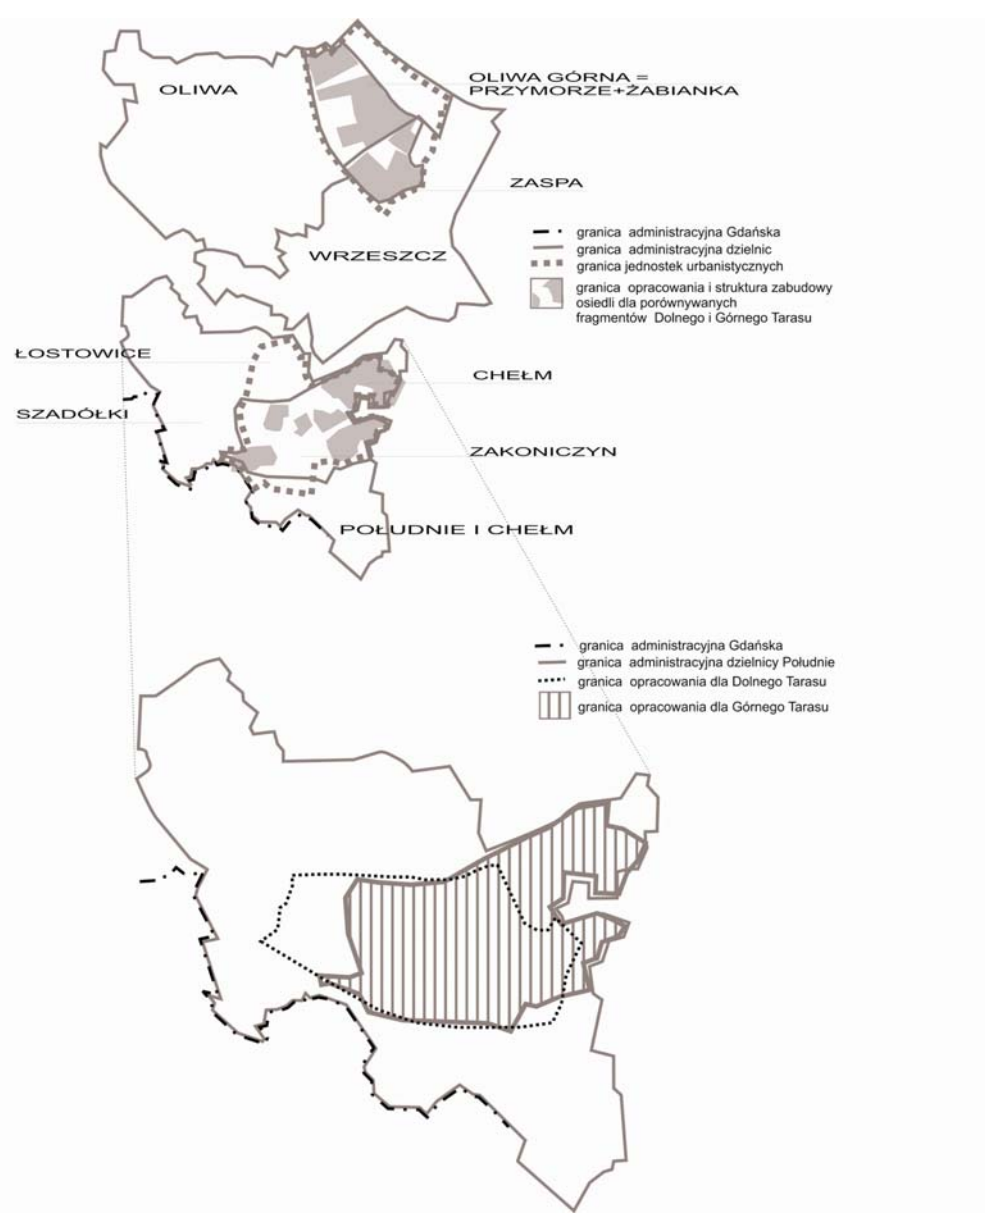 OLIWA
OLIWA GÓRNA =
PRZYMORZE+ŻABIANKA
ZASPA
WRZESZCZ
granica administracyjna Gdańska
granica administracyjna dzielnic
granica jednostek urbanistycznych
granica opracowania i struktura zabudowy
osiedli dla porównywanych
fragmentów Dolnego i Górnego Tarasu
ŁOSTOWICE
CHEŁM
SZADÓŁKI
ZAKONICZYN
POŁUDNIE I CHEŁM
granica administracyjna Gdańska
granica administracyjna dzielnicy Południe
granica opracowania dla Dolnego Tarasu
granica opracowania dla Górnego Tarasu